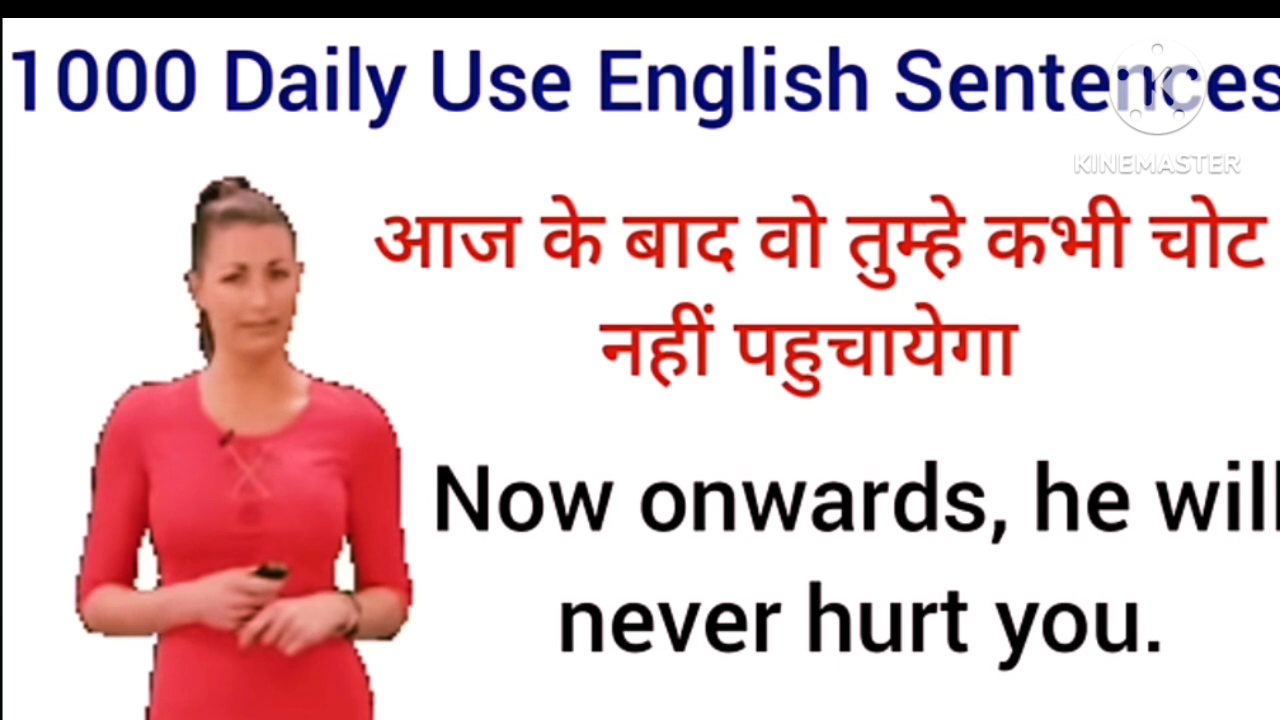 1000 Daily Use English Sentences
KINEMASTER
आज के बाद वो तुम्हे कभी चोट
नहीं पहुचायेगा
Now onwards, he will
never hurt you.